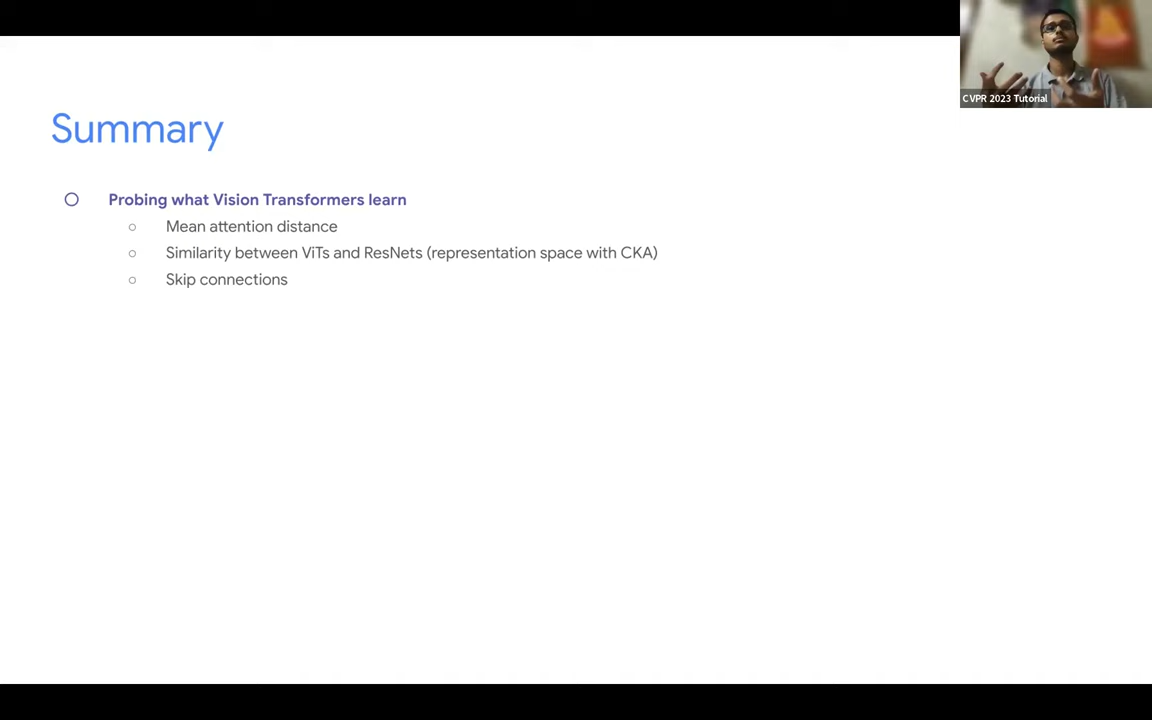 CVPR 2023 Tutorial
Summary
Probing what Vision Transformers learn
Mean attention distance
Similarity between ViTs and ResNets (representation space with CKA)
Skip connections